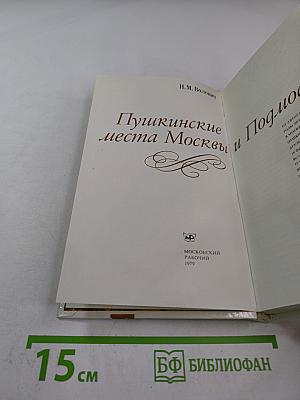 Н.М. Волович
Пушкинские
места Москвы и Подмос
МОСКОВСКИЙ
РАБОЧИЙ
1979
15 см
БФ БИБЛИОФАН